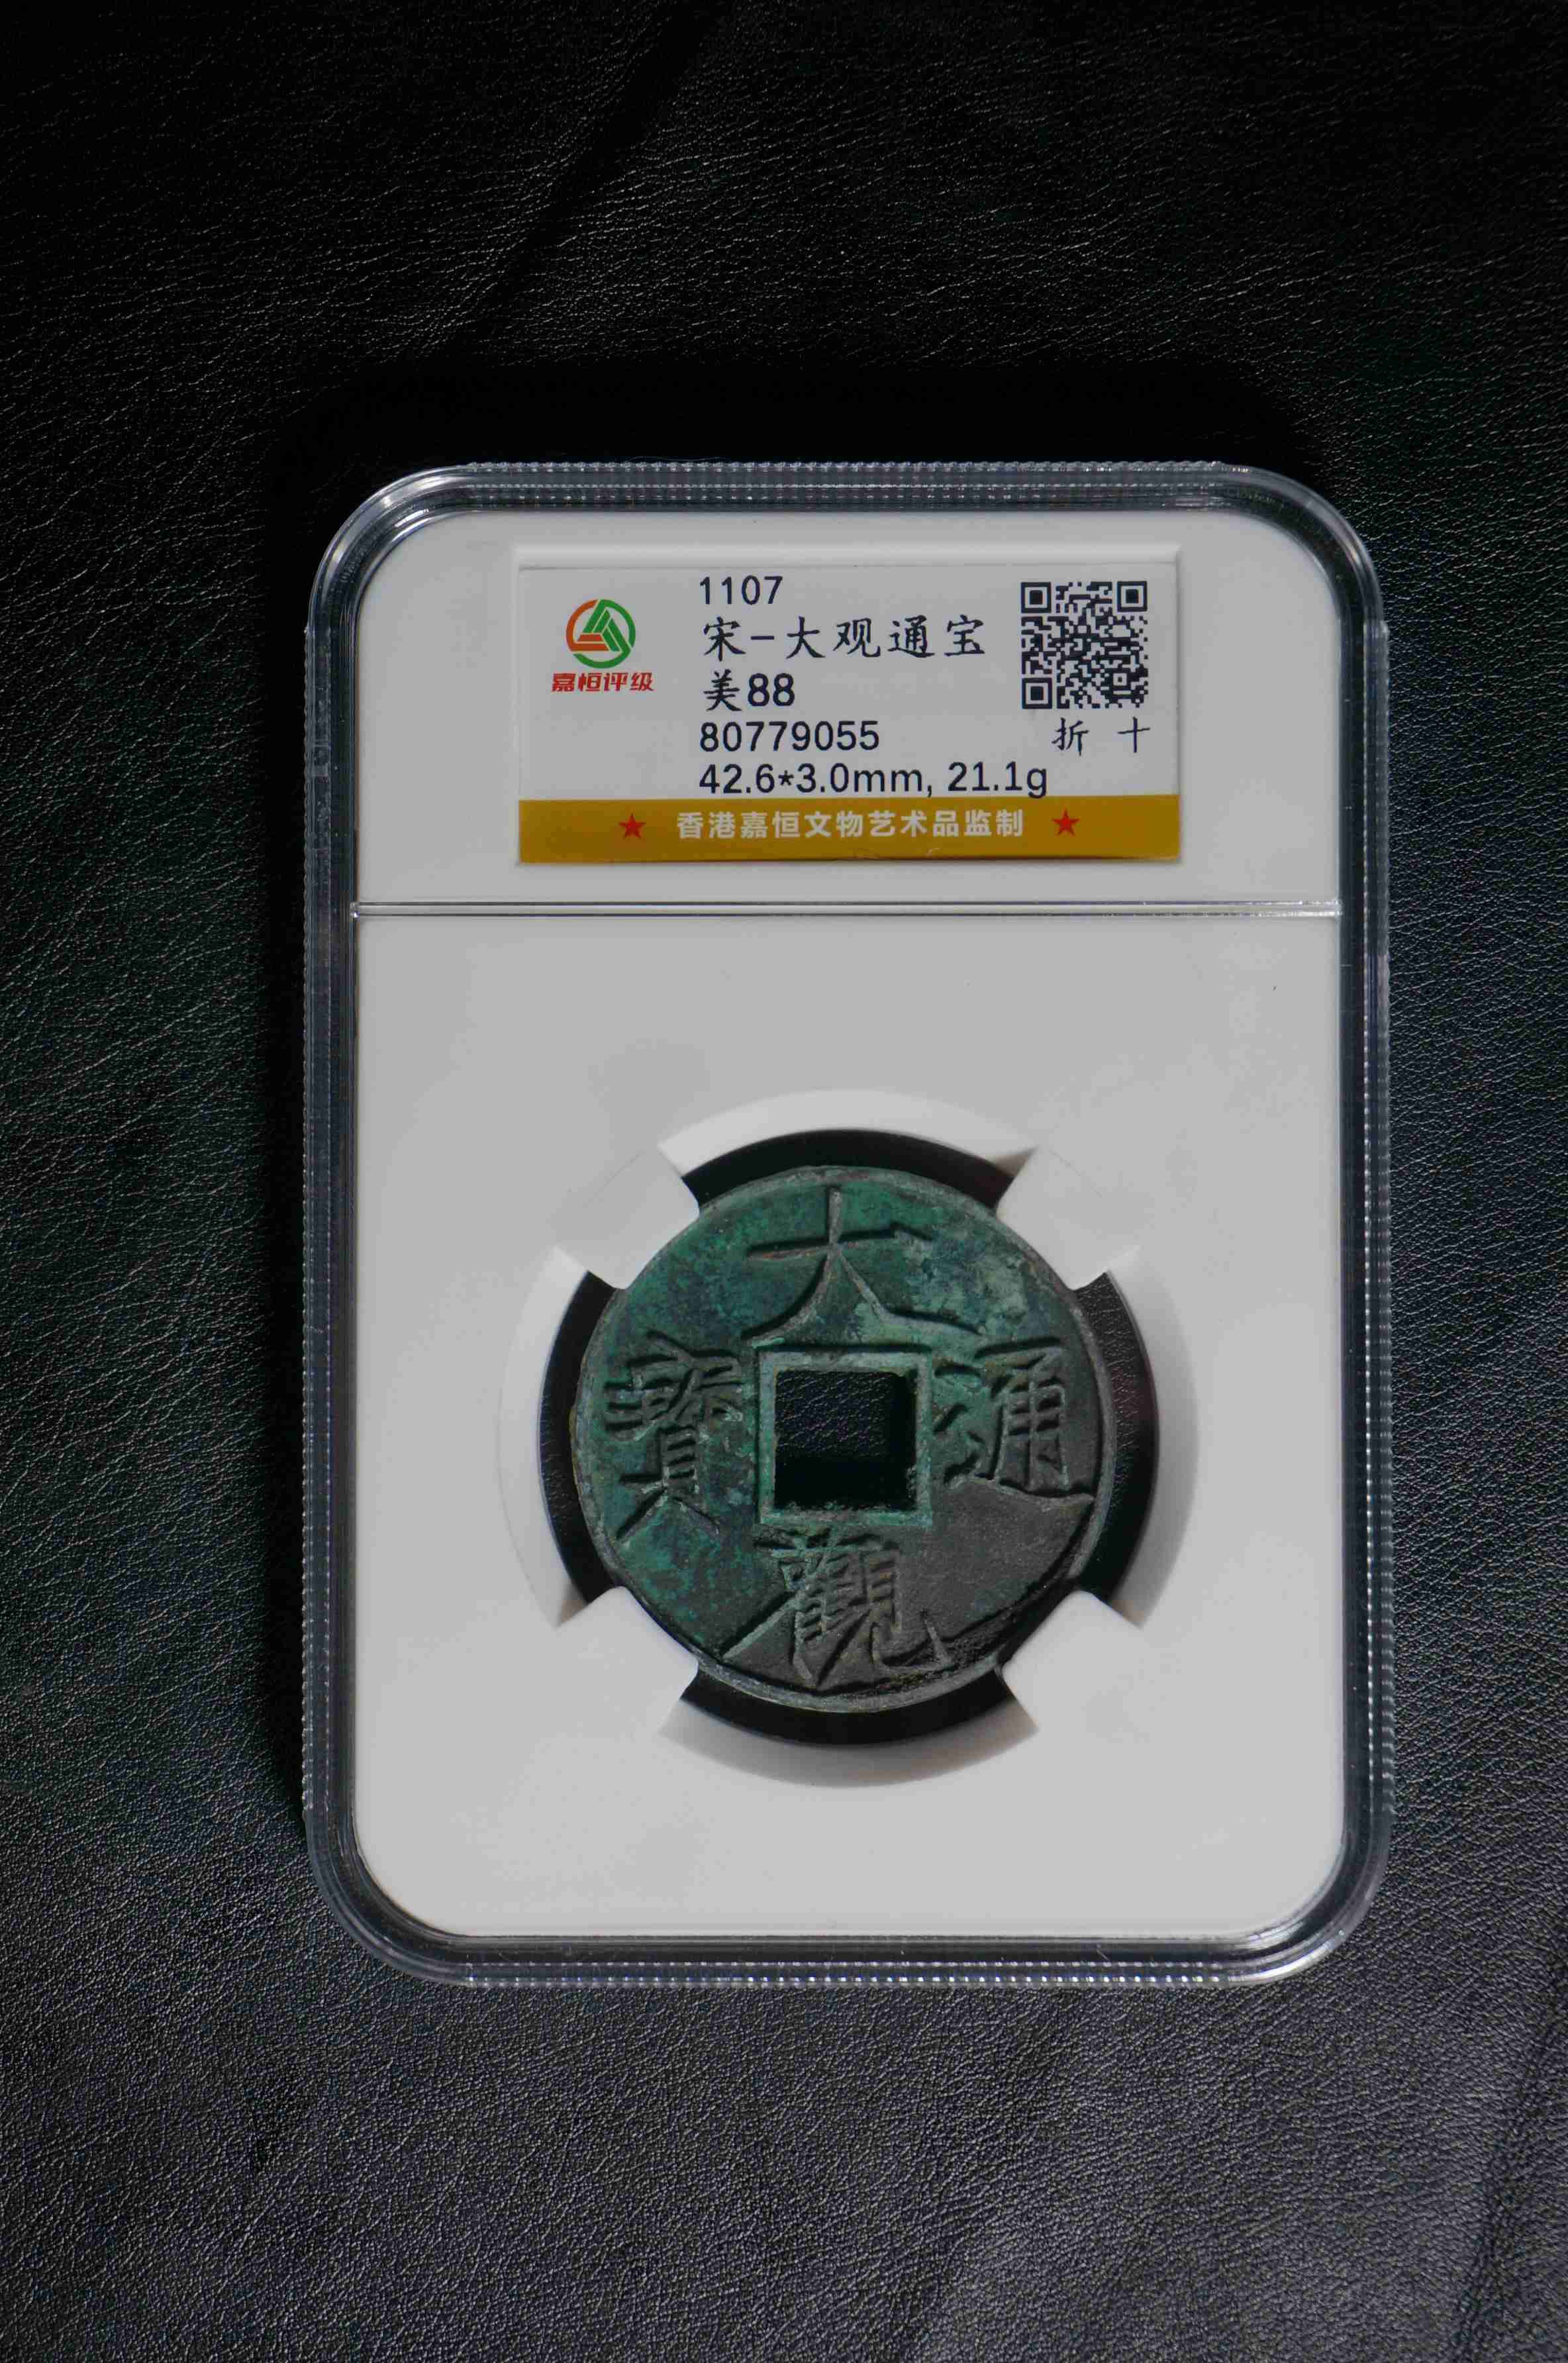 1107
宋-大观通宝
美88
80779055
折 十
42.6*3.0mm, 21.1g
嘉恒评级
★ 香港嘉恒文物艺术品监制 ★
大
通
寶
觀